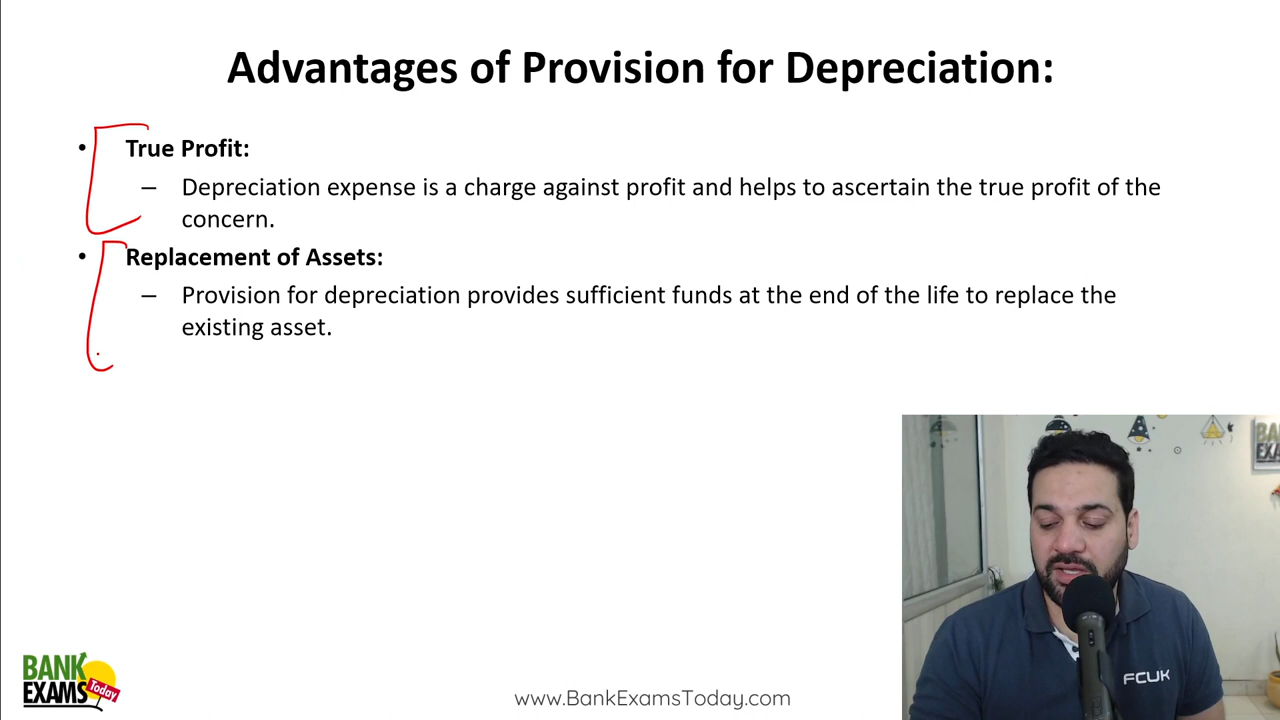 Advantages of Provision for Depreciation:
• True Profit:
– Depreciation expense is a charge against profit and helps to ascertain the true profit of the
concern.
• Replacement of Assets:
– Provision for depreciation provides sufficient funds at the end of the life to replace the
existing asset.
FCUK
BANK
EXAMS
Today
www.BankExamsToday.com